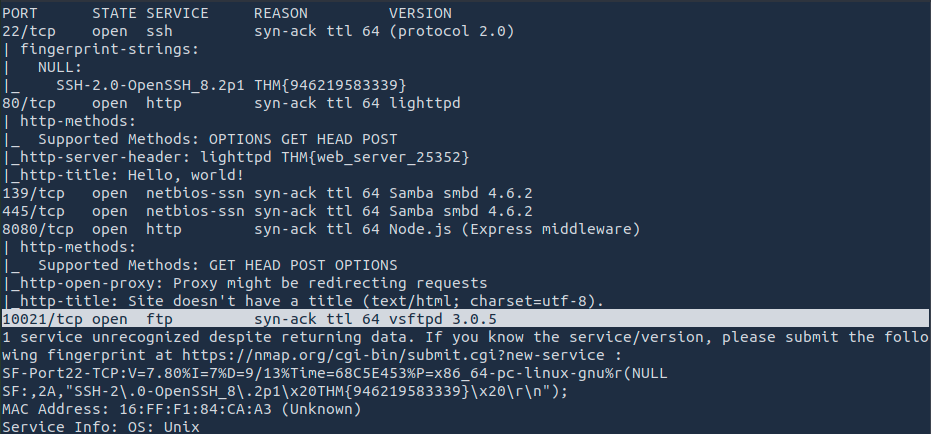 PORT      STATE SERVICE     REASON         VERSION
22/tcp    open  ssh         syn-ack ttl 64 (protocol 2.0)
| fingerprint-strings:
|   NULL:
|_    SSH-2.0-OpenSSH_8.2p1 THM{946219583339}
80/tcp    open  http        syn-ack ttl 64 lighttpd
| http-methods:
|_  Supported Methods: OPTIONS GET HEAD POST
|_http-server-header: lighttpd THM{web_server_25352}
|_http-title: Hello, world!
139/tcp   open  netbios-ssn syn-ack ttl 64 Samba smbd 4.6.2
445/tcp   open  netbios-ssn syn-ack ttl 64 Samba smbd 4.6.2
8080/tcp  open  http        syn-ack ttl 64 Node.js (Express middleware)
| http-methods:
|_  Supported Methods: GET HEAD POST OPTIONS
|_http-open-proxy: Proxy might be redirecting requests
|_http-title: Site doesn't have a title (text/html; charset=utf-8).
10021/tcp open  ftp         syn-ack ttl 64 vsftpd 3.0.5
1 service unrecognized despite returning data. If you know the service/version, please submit the follo
wing fingerprint at https://nmap.org/cgi-bin/submit.cgi?new-service :
SF-Port22-TCP:V=7.80%I=7%D=9/13%Time=68C5E453%P=x86_64-pc-linux-gnu%r(NULL
SF:,2A,"SSH-2\.0-OpenSSH_8\.2p1\x20THM{946219583339}\x20\r\n");
MAC Address: 16:FF:F1:84:CA:A3 (Unknown)
Service Info: OS: Unix